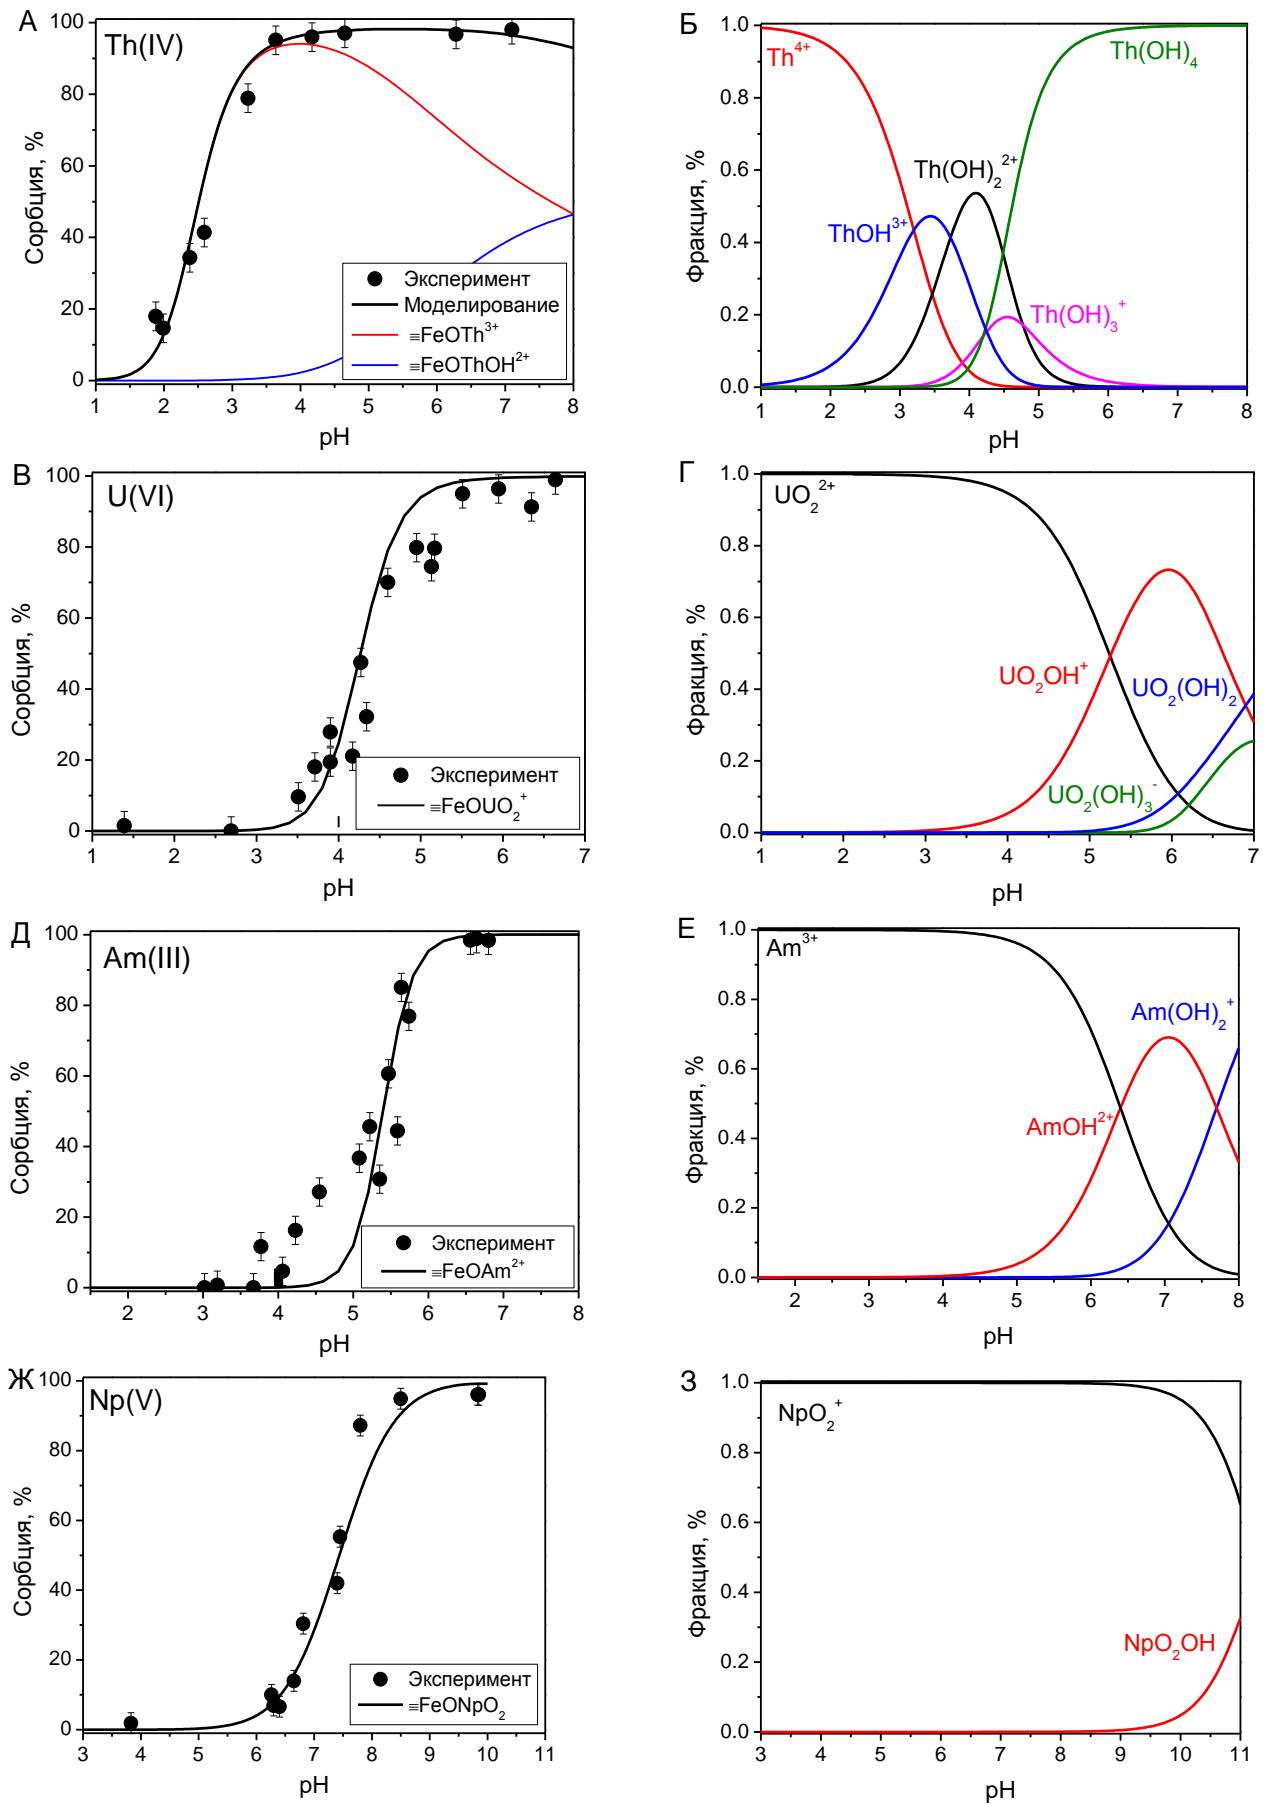 А
Th(IV)
Сорбция, %
100
80
60
40
20
0
1 2 3 4 5 6 7 8
pH
Эксперимент
Моделирование
≡FeOTh³⁺
≡FeOThOH²⁺
Б
Фракция, %
1.0
0.8
0.6
0.4
0.2
0.0
1 2 3 4 5 6 7 8
pH
Th⁴⁺
ThOH³⁺
Th(OH)₂²⁺
Th(OH)₃⁺
Th(OH)₄
В
U(VI)
Сорбция, %
100
80
60
40
20
0
1 2 3 4 5 6 7
pH
Эксперимент
≡FeOUO₂⁺
Г
Фракция, %
1.0
0.8
0.6
0.4
0.2
0.0
1 2 3 4 5 6 7
pH
UO₂²⁺
UO₂OH⁺
UO₂(OH)₂
UO₂(OH)₃⁻
Д
Am(III)
Сорбция, %
100
80
60
40
20
0
2 3 4 5 6 7 8
pH
Эксперимент
≡FeOAm²⁺
Е
Фракция, %
1.0
0.8
0.6
0.4
0.2
0.0
2 3 4 5 6 7 8
pH
Am³⁺
AmOH²⁺
Am(OH)₂⁺
Ж
Np(V)
Сорбция, %
100
80
60
40
20
0
3 4 5 6 7 8 9 10 11
pH
Эксперимент
≡FeONpO₂
З
Фракция, %
1.0
0.8
0.6
0.4
0.2
0.0
3 4 5 6 7 8 9 10 11
pH
NpO₂⁺
NpO₂OH